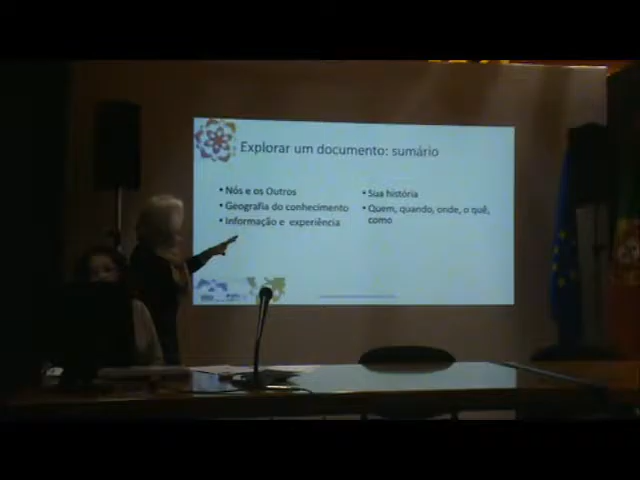 Explorar um documento: sumário
• Nós e os Outros
• Geografia do conhecimento
• Informação e experiência
• Sua história
• Quem, quando, onde, o quê,
como